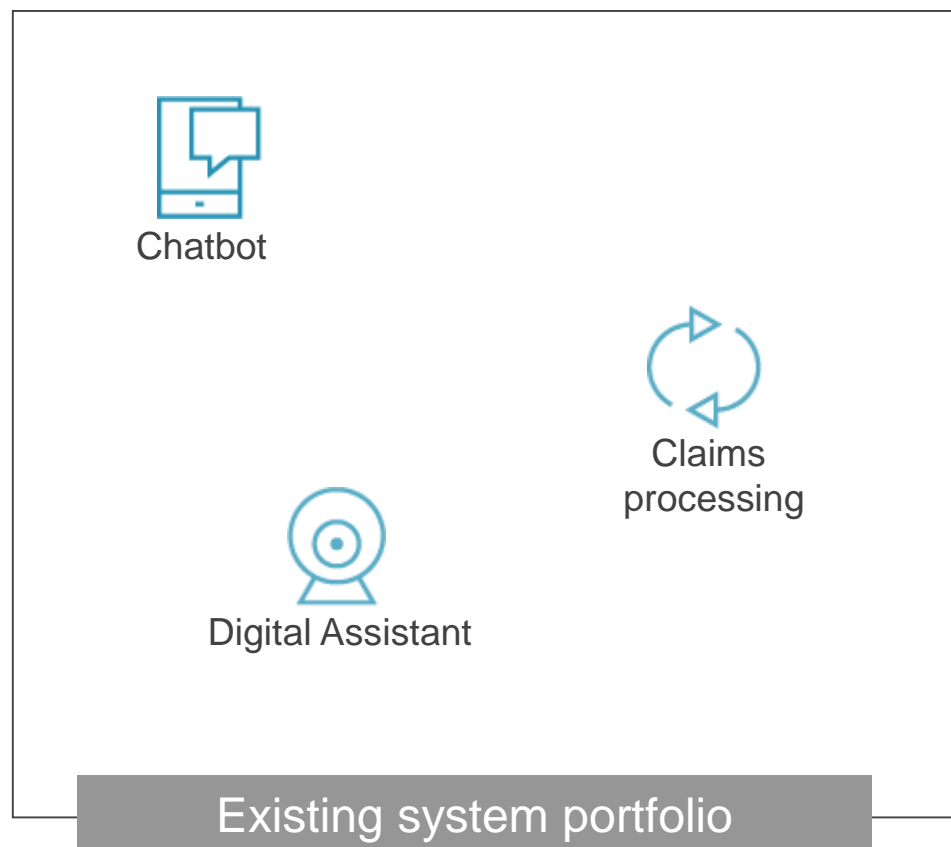 Chatbot
Claims
processing
Digital Assistant
Existing system portfolio